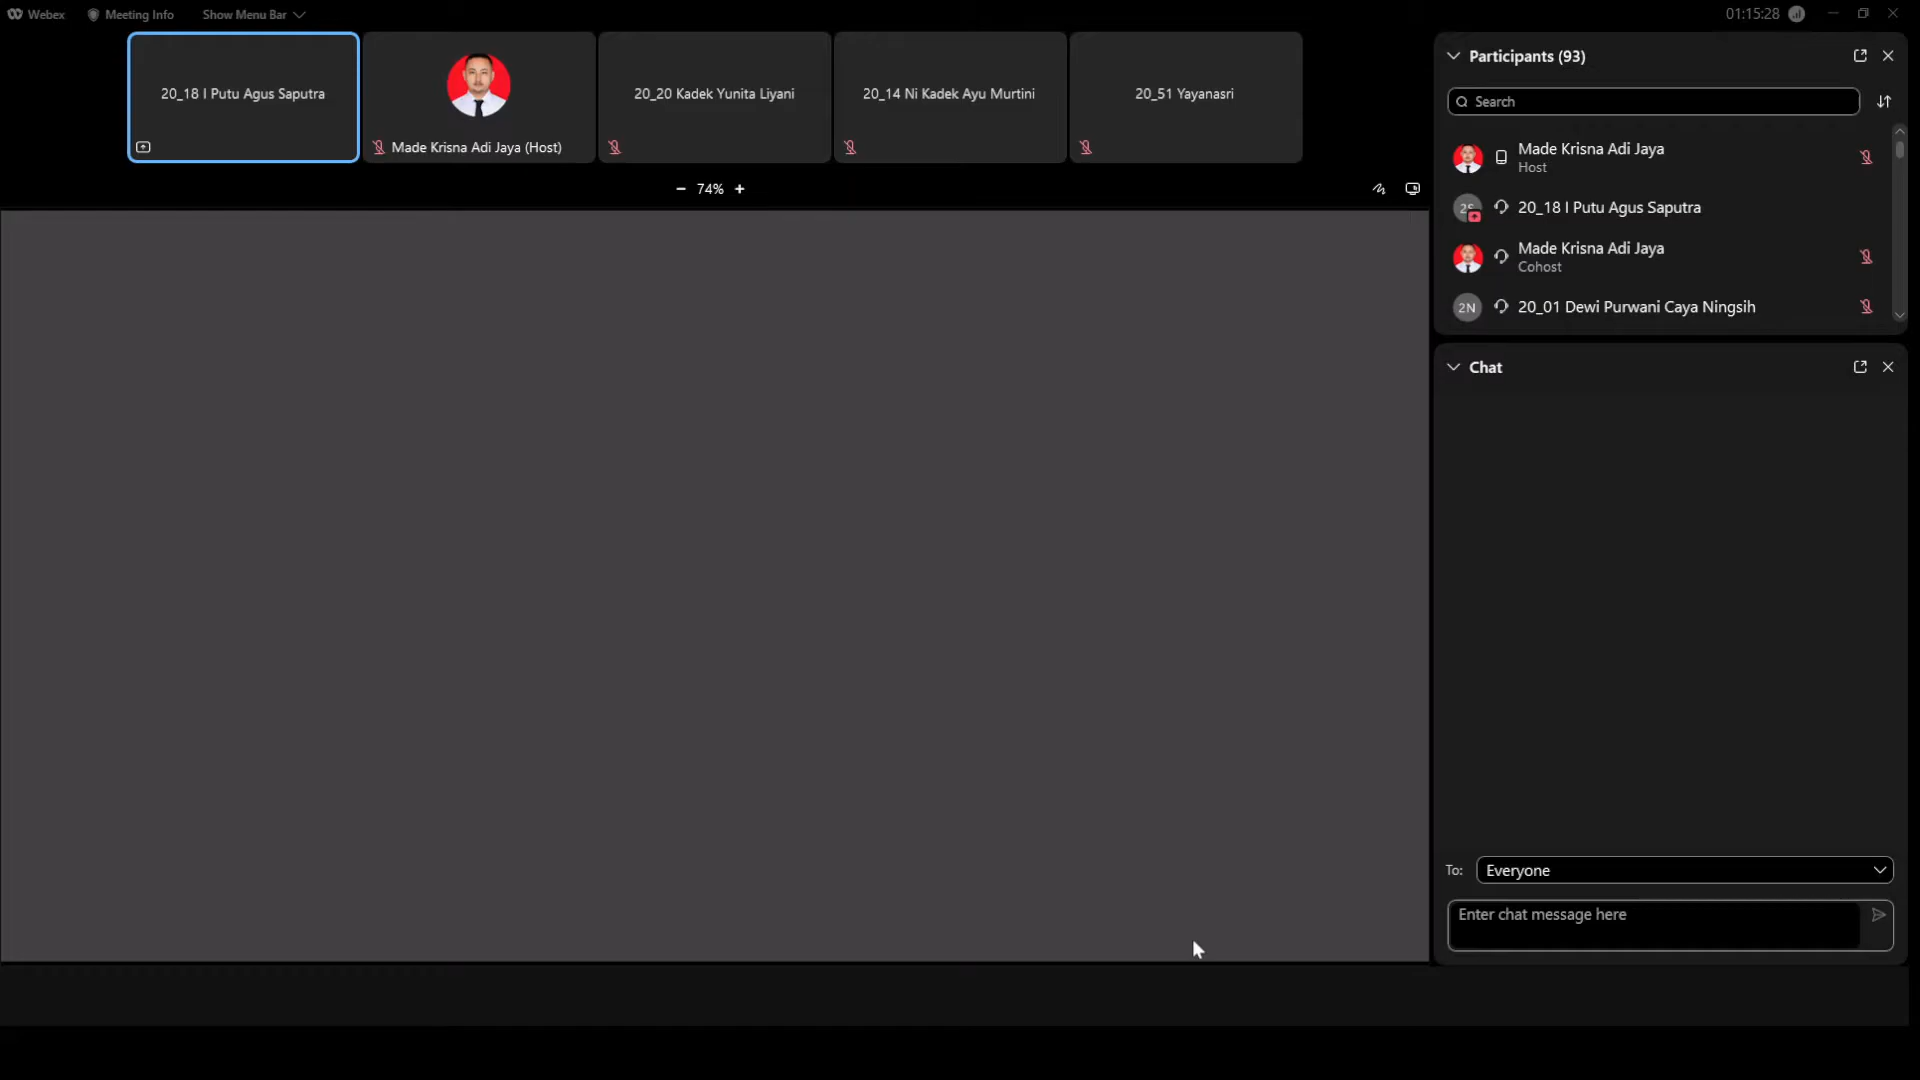 Webex Meeting Info Show Menu Bar 01:15:28
20_18 I Putu Agus Saputra
Made Krisna Adi Jaya (Host)
20_20 Kadek Yunita Liyani
20_14 Ni Kadek Ayu Murtini
20_51 Yayanasri
74%
Participants (93)
Search
Made Krisna Adi Jaya
Host
20_18 I Putu Agus Saputra
Made Krisna Adi Jaya
Cohost
2N 20_01 Dewi Purwani Caya Ningsih
Chat
To: Everyone
Enter chat message here